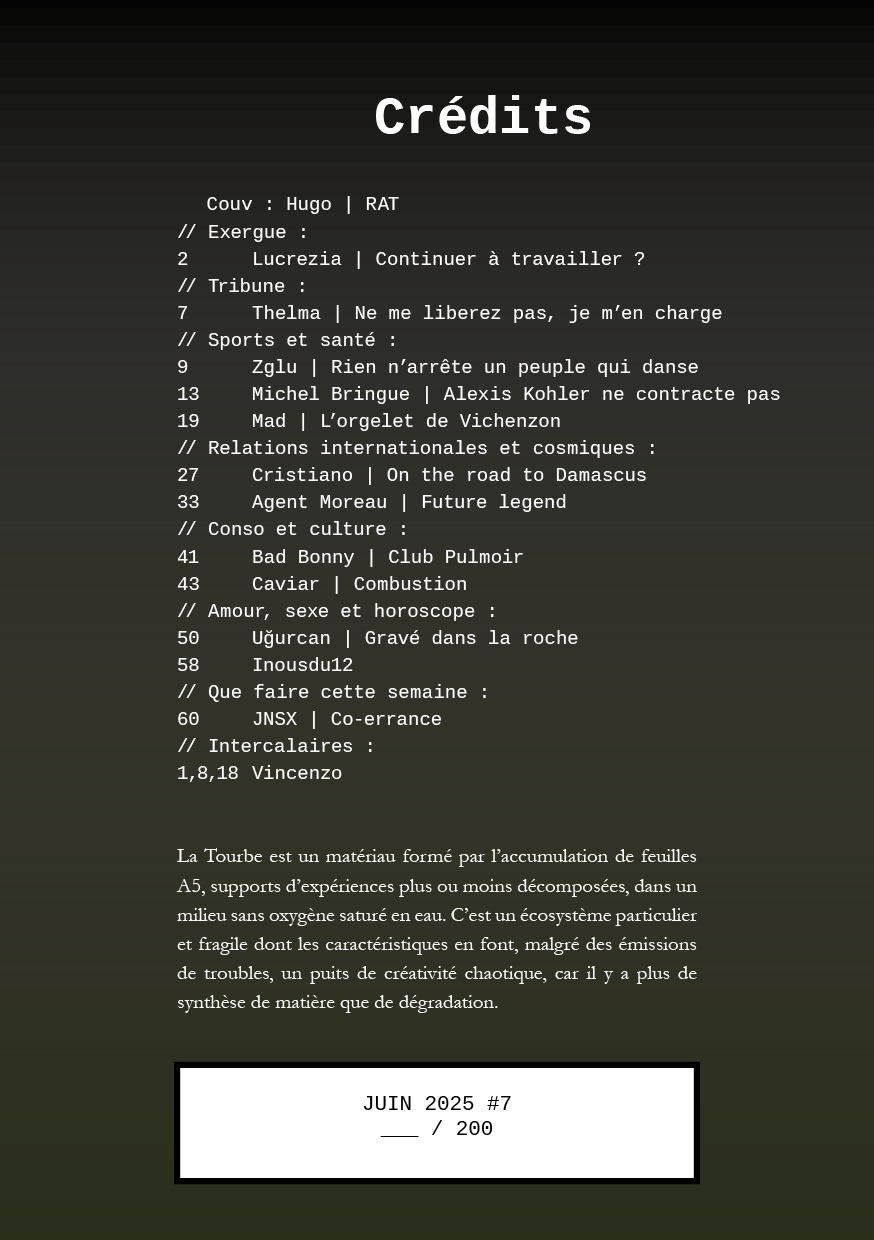 Crédits
Couv : Hugo | RAT
// Exergue :
2 Lucrezia | Continuer à travailler ?
// Tribune :
7 Thelma | Ne me liberez pas, je m’en charge
// Sports et santé :
9 Zglu | Rien n’arrête un peuple qui danse
13 Michel Bringue | Alexis Kohler ne contracte pas
19 Mad | L’orgelet de Vichenzon
// Relations internationales et cosmiques :
27 Cristiano | On the road to Damascus
33 Agent Moreau | Future legend
// Conso et culture :
41 Bad Bonny | Club Pulmoir
43 Caviar | Combustion
// Amour, sexe et horoscope :
50 Uğurcan | Gravé dans la roche
58 Inousdu12
// Que faire cette semaine :
60 JNSX | Co-errance
// Intercalaires :
1,8,18 Vincenzo
La Tourbe est un matériau formé par l’accumulation de feuilles
A5, supports d’expériences plus ou moins décomposées, dans un
milieu sans oxygène saturé en eau. C’est un écosystème particulier
et fragile dont les caractéristiques en font, malgré des émissions
de troubles, un puits de créativité chaotique, car il y a plus de
synthèse de matière que de dégradation.
JUIN 2025 #7
___ / 200